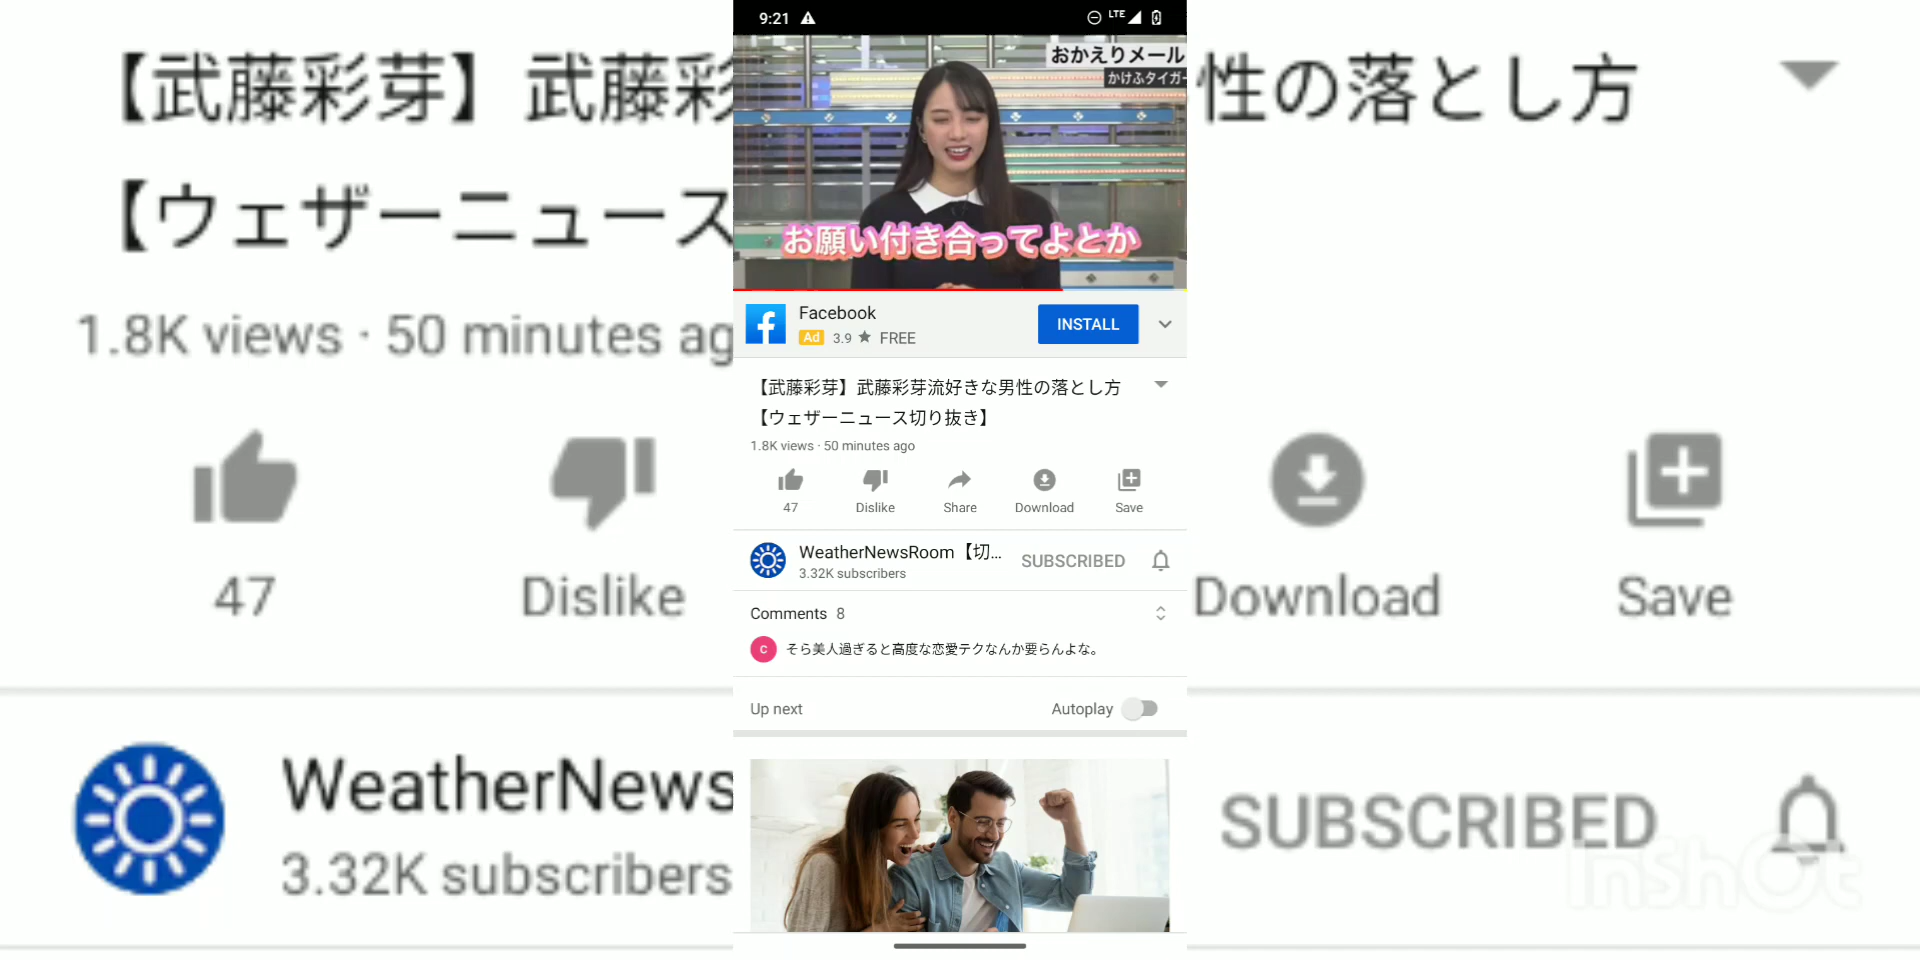 9:21
LTE
おかえりメール
かけふタイガー
お願い付き合ってよとか
Facebook
INSTALL
Ad 3.9 ★ FREE
【武藤彩芽】武藤彩芽流好きな男性の落とし方
【ウェザーニュース切り抜き】
1.8K views · 50 minutes ago
47
Dislike
Share
Download
Save
WeatherNewsRoom【切...
SUBSCRIBED
3.32K subscribers
Comments 8
C
そら美人過ぎると高度な恋愛テクなんか要らんよな。
Up next
Autoplay
【武藤彩芽】武藤彩
性の落とし方
【ウェザーニュース
1.8K views · 50 minutes ag
47
Dislike
Download
Save
WeatherNews
SUBSCRIBED
3.32K subscribers
InShOt